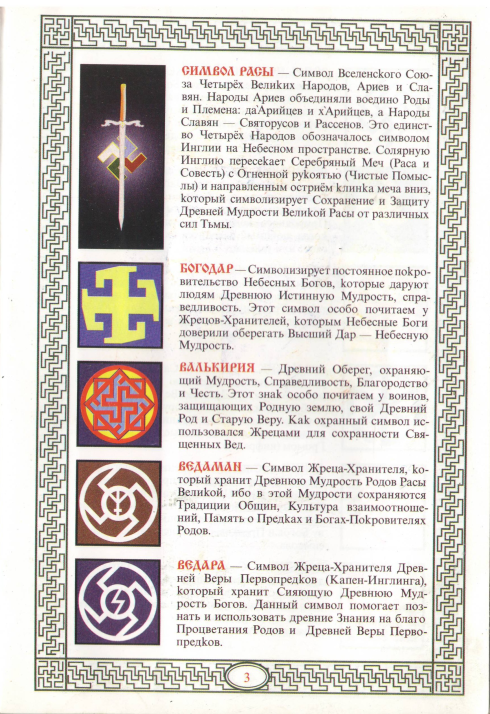 СИМВОЛ РАСЫ — Символ Вселенского Сою-
за Четырёх Великих Народов, Ариев и Сла-
вян. Народы Ариев объединяли воедино Роды
и Племена: да'Арийцев и х'Арийцев, а Народы
Славян — Святорусов и Рассенов. Это единст-
во Четырёх Народов обозначалось символом
Инглии на Небесном пространстве. Солярную
Инглию пересекает Серебряный Меч (Раса и
Совесть) с Огненной рукоятью (Чистые Помыс-
лы) и направленным остриём клинка меча вниз,
который символизирует Сохранение и Защиту
Древней Мудрости Великой Расы от различных
сил Тьмы.
БОГОДАР — Символизирует постоянное покро-
вительство Небесных Богов, которые даруют
людям Древнюю Истинную Мудрость, спра-
ведливость. Этот символ особо почитаем у
Жрецов-Хранителей, которым Небесные Боги
доверили оберегать Высший Дар — Небесную
Мудрость.
ВАЛЬКИРИЯ — Древний Оберег, охраняю-
щий Мудрость, Справедливость, Благородство
и Честь. Этот знак особо почитаем у воинов,
защищающих Родную землю, свой Древний
Род и Старую Веру. Как охранный символ ис-
пользовался Жрецами для сохранности Свя-
щенных Вед.
ВЕДАМАН — Символ Жреца-Хранителя, ко-
торый хранит Древнюю Мудрость Родов Расы
Великой, ибо в этой Мудрости сохраняются
Традиции Общин, Культура взаимоотноше-
ний, Память о Предках и Богах-Покровителях
Родов.
ВЕДАРА — Символ Жреца-Хранителя Древ-
ней Веры Первопредков (Капен-Инглинга),
который хранит Сияющую Древнюю Муд-
рость Богов. Данный символ помогает поз-
нать и использовать древние Знания на благо
Процветания Родов и Древней Веры Перво-
предков.
3